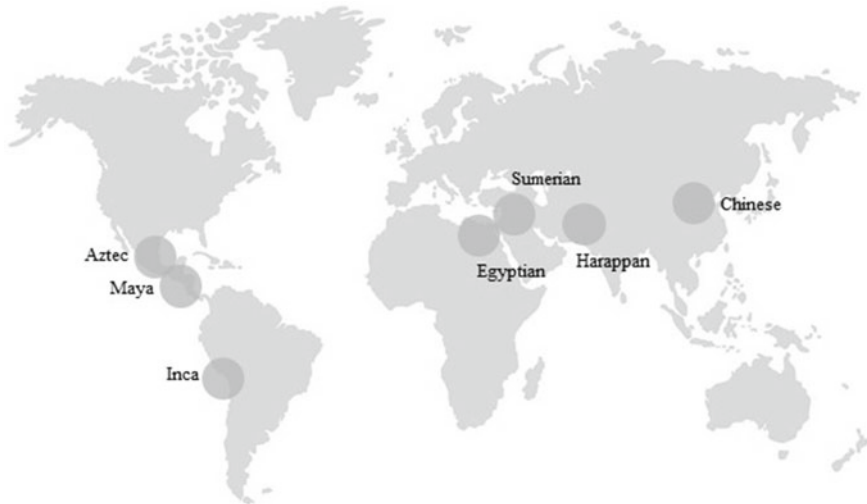 Sumerian
Chinese
Aztec
Egyptian
Harappan
Maya
Inca